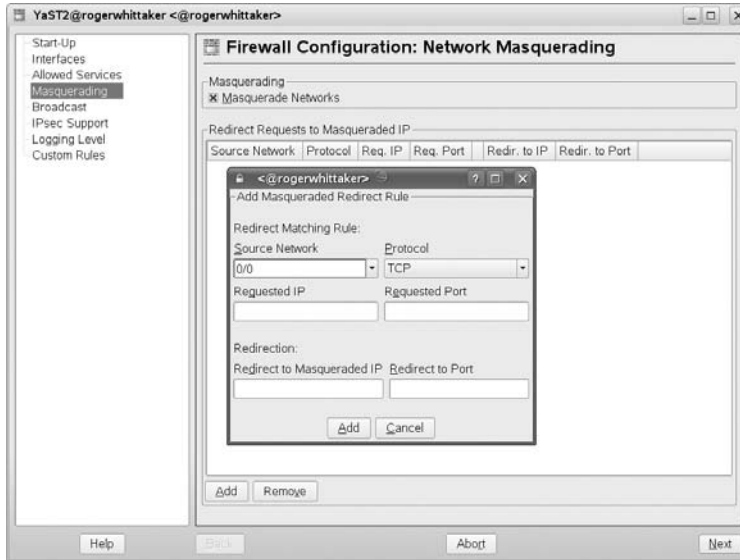 YaST2@rogerwhittaker <@rogerwhittaker>
Start-Up
Interfaces
Allowed Services
Masquerading
Broadcast
IPsec Support
Logging Level
Custom Rules
Firewall Configuration: Network Masquerading
Masquerading
Masquerade Networks
Redirect Requests to Masqueraded IP
Source Network Protocol Req. IP Req. Port Redir. to IP Redir. to Port
<@rogerwhittaker>
Add Masqueraded Redirect Rule
Redirect Matching Rule:
Source Network Protocol
0/0 TCP
Requested IP Requested Port
Redirection:
Redirect to Masqueraded IP Redirect to Port
Add Cancel
Add Remove
Help Back Abort Next